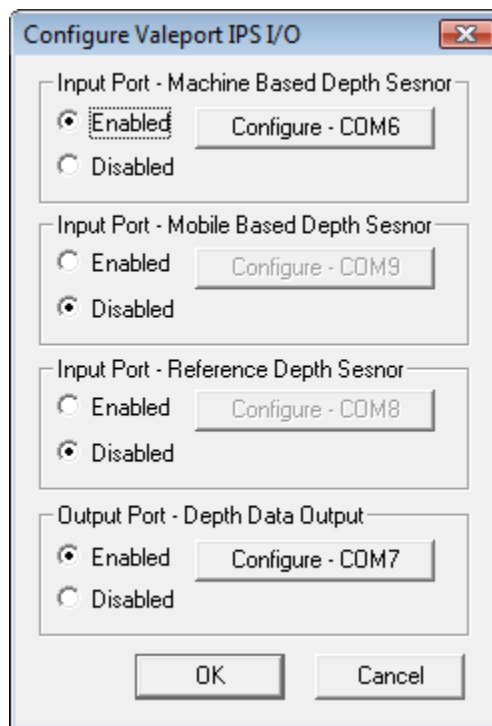 Configure Valeport IPS I/O
Input Port - Machine Based Depth Sesnor
Enabled
Configure - COM6
Disabled
Input Port - Mobile Based Depth Sesnor
Enabled
Configure - COM9
Disabled
Input Port - Reference Depth Sesnor
Enabled
Configure - COM8
Disabled
Output Port - Depth Data Output
Enabled
Configure - COM7
Disabled
OK
Cancel